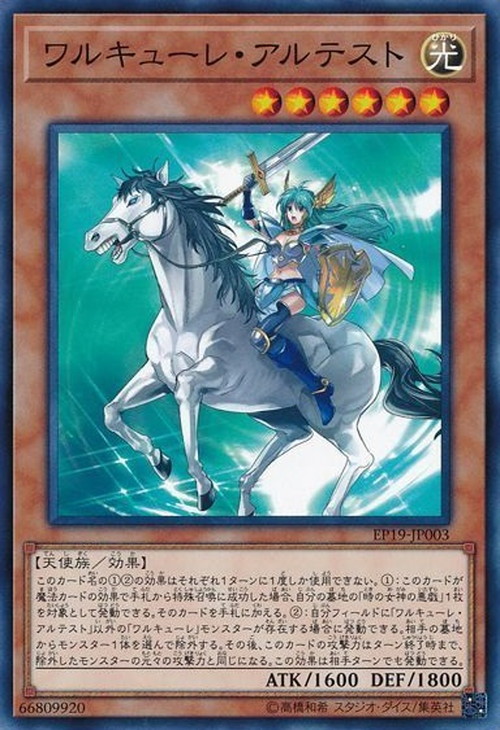 ワルキューレ・アルテスト
光
EP19-JP003
【天使族／効果】
このカード名の①②の効果はそれぞれ1ターンに1度しか使用できない。①：このカードが
魔法カードの効果で手札から特殊召喚に成功した場合、自分の墓地の「時の女神の悪戯」1枚
を対象として発動できる。そのカードを手札に加える。②：自分フィールドに「ワルキューレ・
アルテスト」以外の「ワルキューレ」モンスターが存在する場合に発動できる。相手の墓地
からモンスター1体を選んで除外する。その後、このカードの攻撃力はターン終了時まで、
除外したモンスターの元々の攻撃力と同じになる。この効果は相手ターンでも発動できる。
ATK/1600 DEF/1800
66809920
©高橋和希 スタジオ・ダイス/集英社